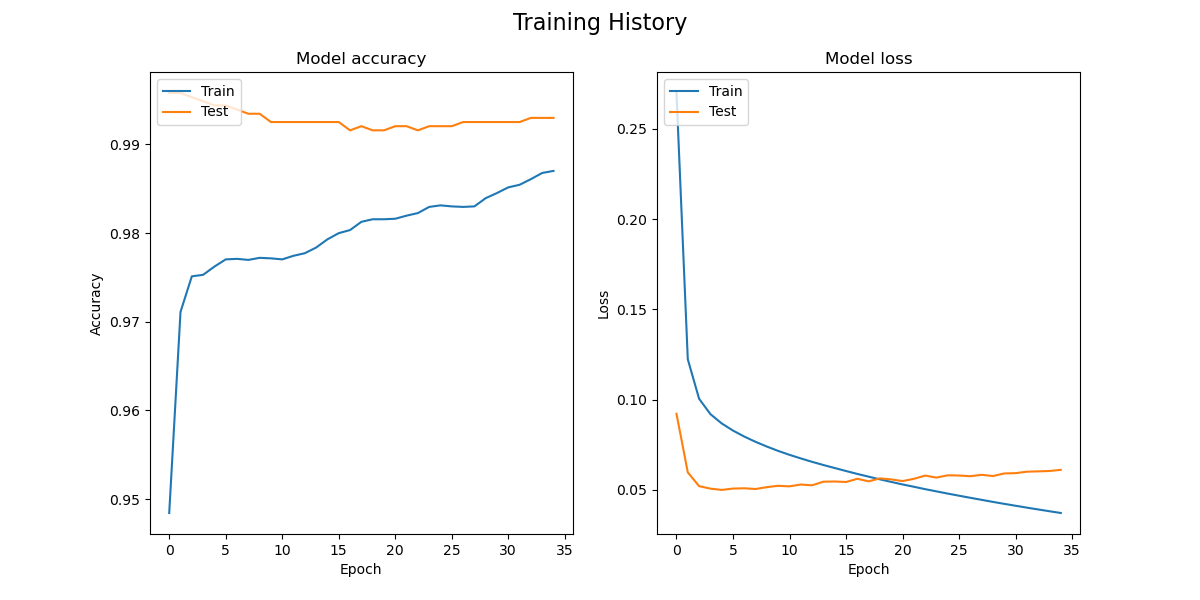 Training History
Model accuracy
Train
Test
0.99
0.98
0.97
0.96
0.95
Accuracy
0 5 10 15 20 25 30 35
Epoch
Model loss
Train
Test
0.25
0.20
0.15
0.10
0.05
Loss
0 5 10 15 20 25 30 35
Epoch